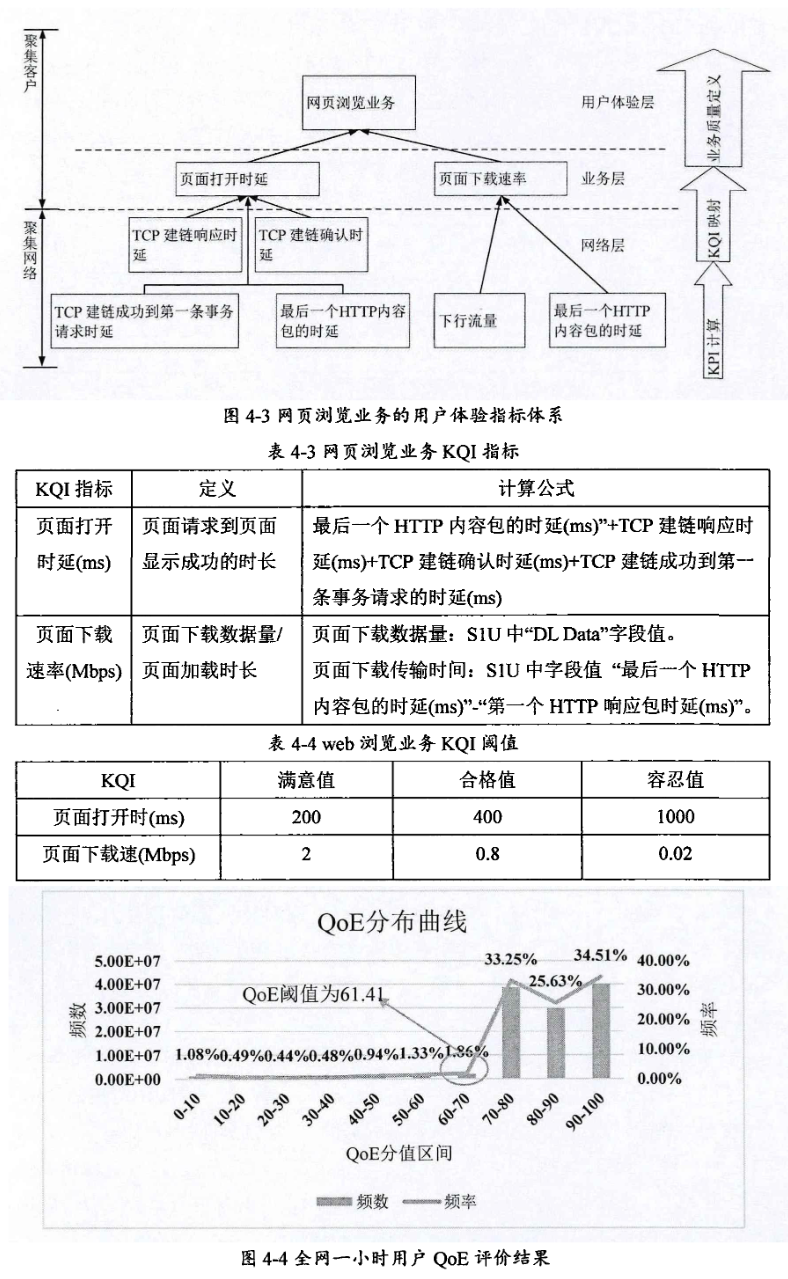 聚集客户
网页浏览业务
用户体验层
业务质量定义
页面打开时延
页面下载速率
业务层
聚集网络
TCP 建链响应时
延
TCP 建链确认时
延
网络层
KQI 映射
TCP 建链成功到第一条事务
请求时延
最后一个HTTP内容
包的时延
下行流量
最后一个HTTP
内容包的时延
KPI 计算
图 4-3 网页浏览业务的用户体验指标体系
表 4-3 网页浏览业务 KQI 指标
KQI 指标 定义 计算公式
页面打开 页面请求到页面 最后一个 HTTP 内容包的时延(ms)”+TCP 建链响应时
时延(ms) 显示成功的时长 延(ms)+TCP 建链确认时延(ms)+TCP 建链成功到第一
条事务请求的时延(ms)
页面下载 页面下载数据量/ 页面下载数据量：S1U 中“DL Data”字段值。
速率(Mbps) 页面加载时长 页面下载传输时间：S1U 中字段值 “最后一个 HTTP
内容包的时延(ms)”-“第一个 HTTP 响应包时延(ms)”。
表 4-4 web 浏览业务 KQI 阈值
KQI 满意值 合格值 容忍值
页面打开时(ms) 200 400 1000
页面下载速(Mbps) 2 0.8 0.02
QoE分布曲线
33.25% 34.51%
5.00E+07 40.00%
25.63%
4.00E+07 30.00%
QoE阈值为61.41
频数 3.00E+07 频率
2.00E+07 20.00%
1.00E+07 1.08% 0.49% 0.44% 0.48% 0.94% 1.33% 1.86% 10.00%
0.00E+00 0.00%
0-10 10-20 20-30 30-40 40-50 50-60 60-70 70-80 80-90 90-100
QoE分值区间
频数 频率
图 4-4 全网一小时用户 QoE 评价结果